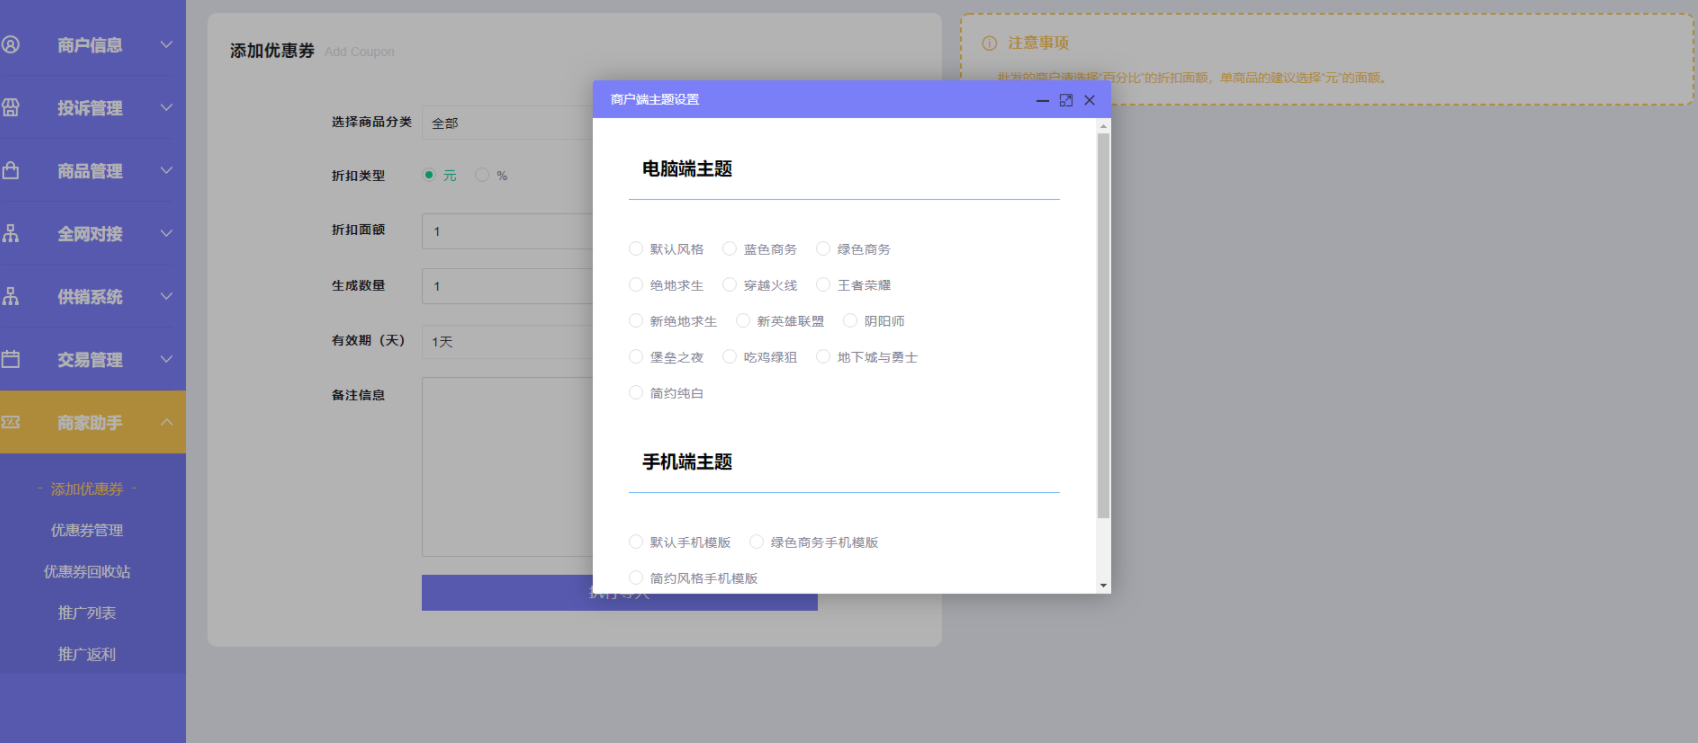 商户信息
投诉管理
商品管理
全网对接
供销系统
交易管理
商家助手
- 添加优惠券 -
优惠券管理
优惠券回收站
推广列表
推广返利
添加优惠券 Add Coupon
选择商品分类 全部
折扣类型 元 %
折扣面额 1
生成数量 1
有效期（天） 1天
备注信息
注意事项
批发的商户请选择“百分比”的折扣面额，单商品的建议选择“元”的面额。
商户端主题设置
电脑端主题
默认风格 蓝色商务 绿色商务
绝地求生 穿越火线 王者荣耀
新绝地求生 新英雄联盟 阴阳师
堡垒之夜 吃鸡绿狙 地下城与勇士
简约纯白
手机端主题
默认手机模版 绿色商务手机模版
简约风格手机模版